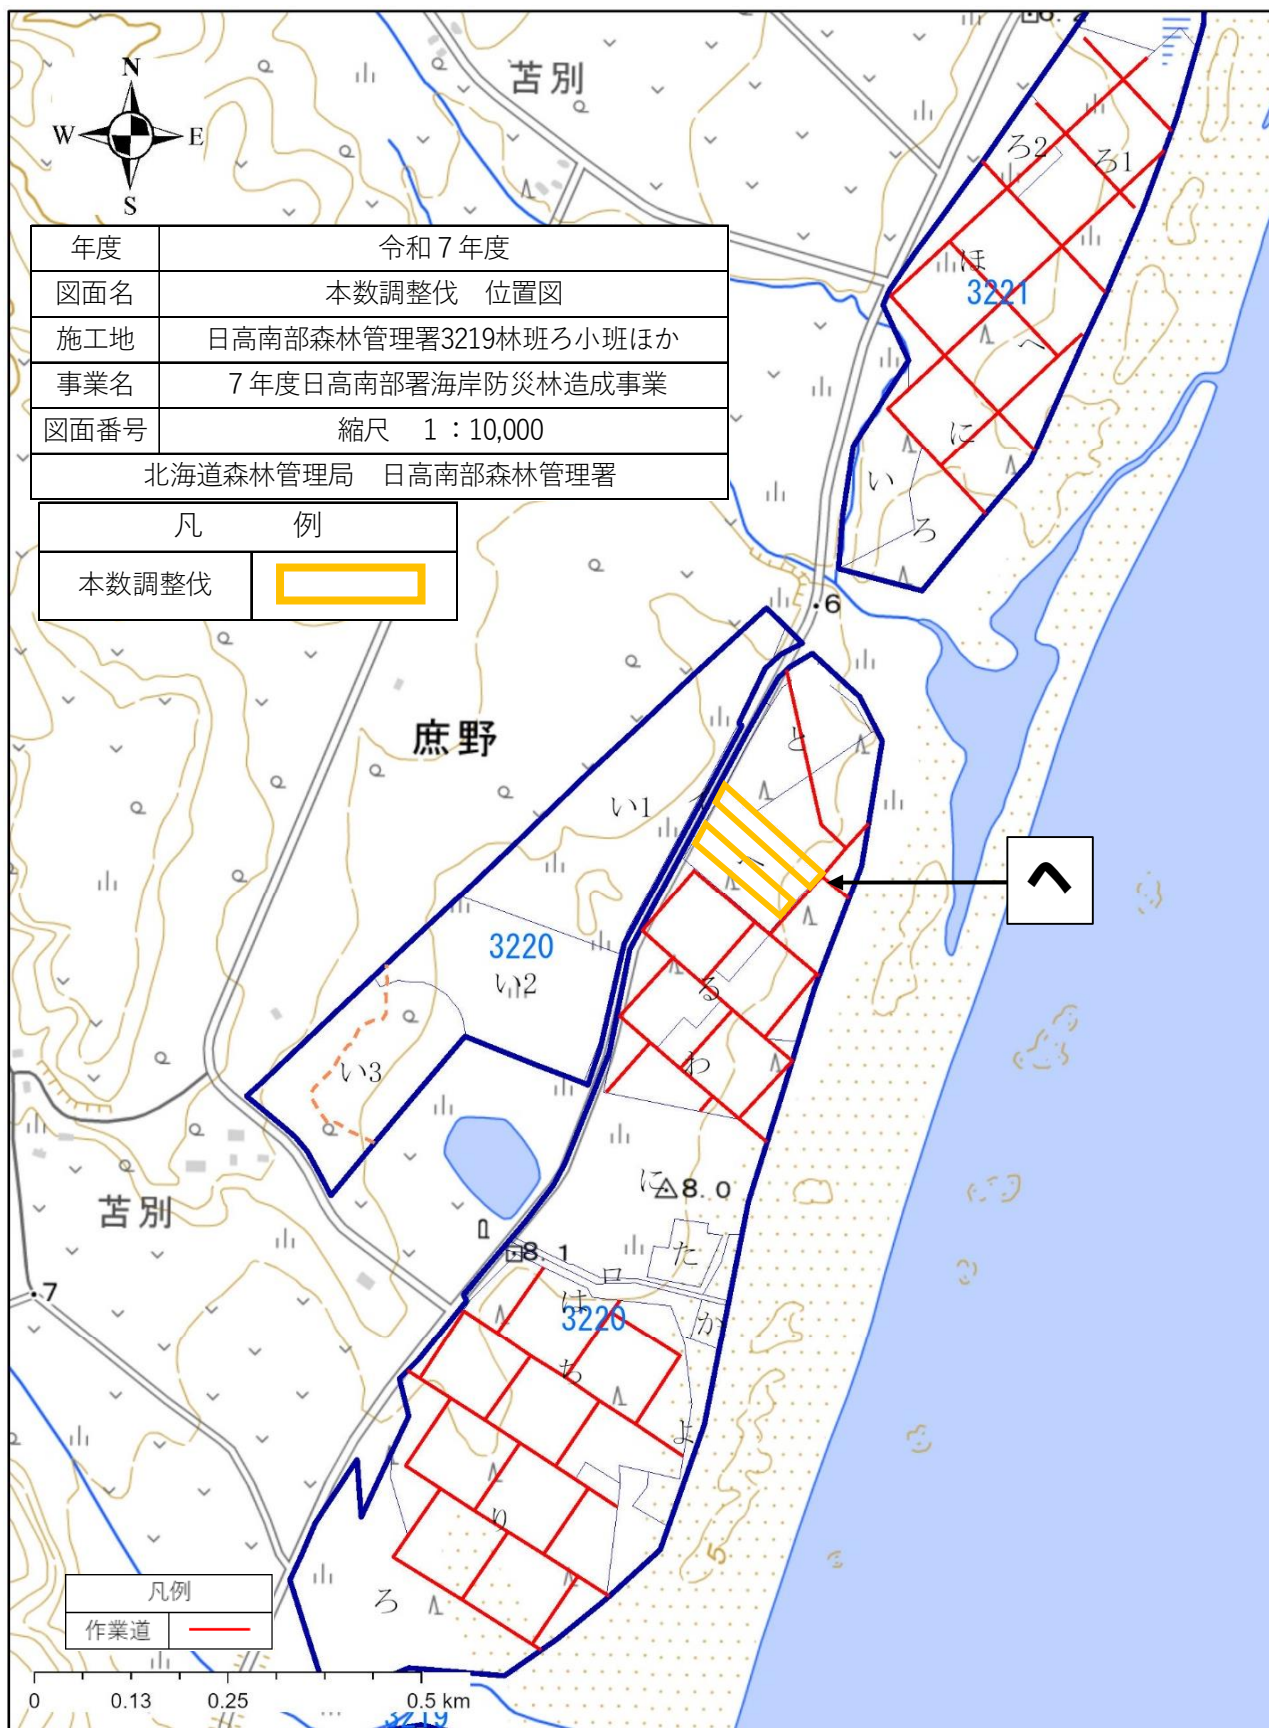 8.2
苫別
N
W E
S
ろ2
ろ1
年度 令和７年度
図面名 本数調整伐 位置図
施工地 日高南部森林管理署3219林班ろ小班ほか
事業名 ７年度日高南部署海岸防災林造成事業
図面番号 縮尺 １：10,000
北海道森林管理局 日高南部森林管理署
ほ
3221
へ
に
い
ろ
凡 例
本数調整伐
6
庶野
と
い1
イ
へ
へ
3220
い2
る
い3
わ
に
8.0
苫別
た
8.1
ロ
は
3220
か
7
ち
よ
り
5
凡例
作業道
ろ
0 0.13 0.25 0.5 km
3219